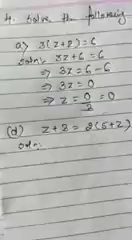 4. Solve the following
a) 3(z+2)=6
Soln: 3z+6=6
⇒ 3z=6-6
⇒ 3z=0
⇒ z=0/3=0
(d) z+3=2(5+z)
Soln: